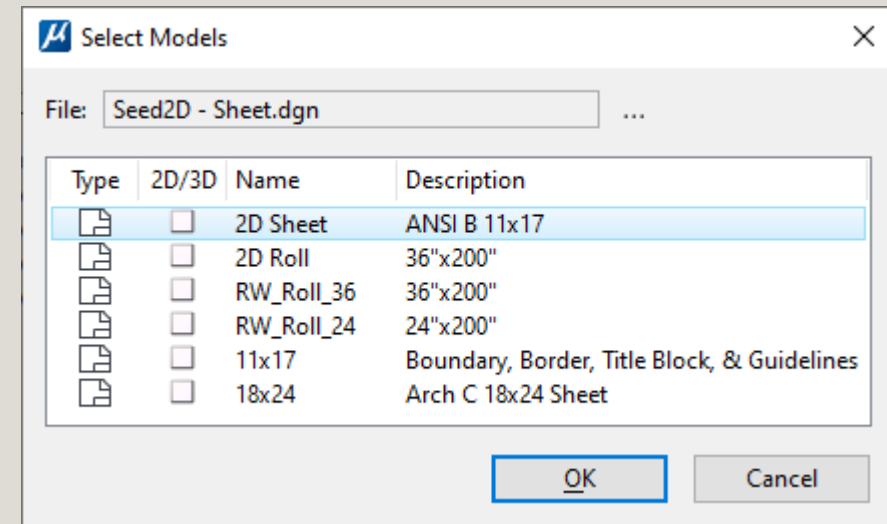 Select Models
File: Seed2D - Sheet.dgn ...
Type 2D/3D Name Description
2D Sheet ANSI B 11x17
2D Roll 36"x200"
RW_Roll_36 36"x200"
RW_Roll_24 24"x200"
11x17 Boundary, Border, Title Block, & Guidelines
18x24 Arch C 18x24 Sheet
OK Cancel